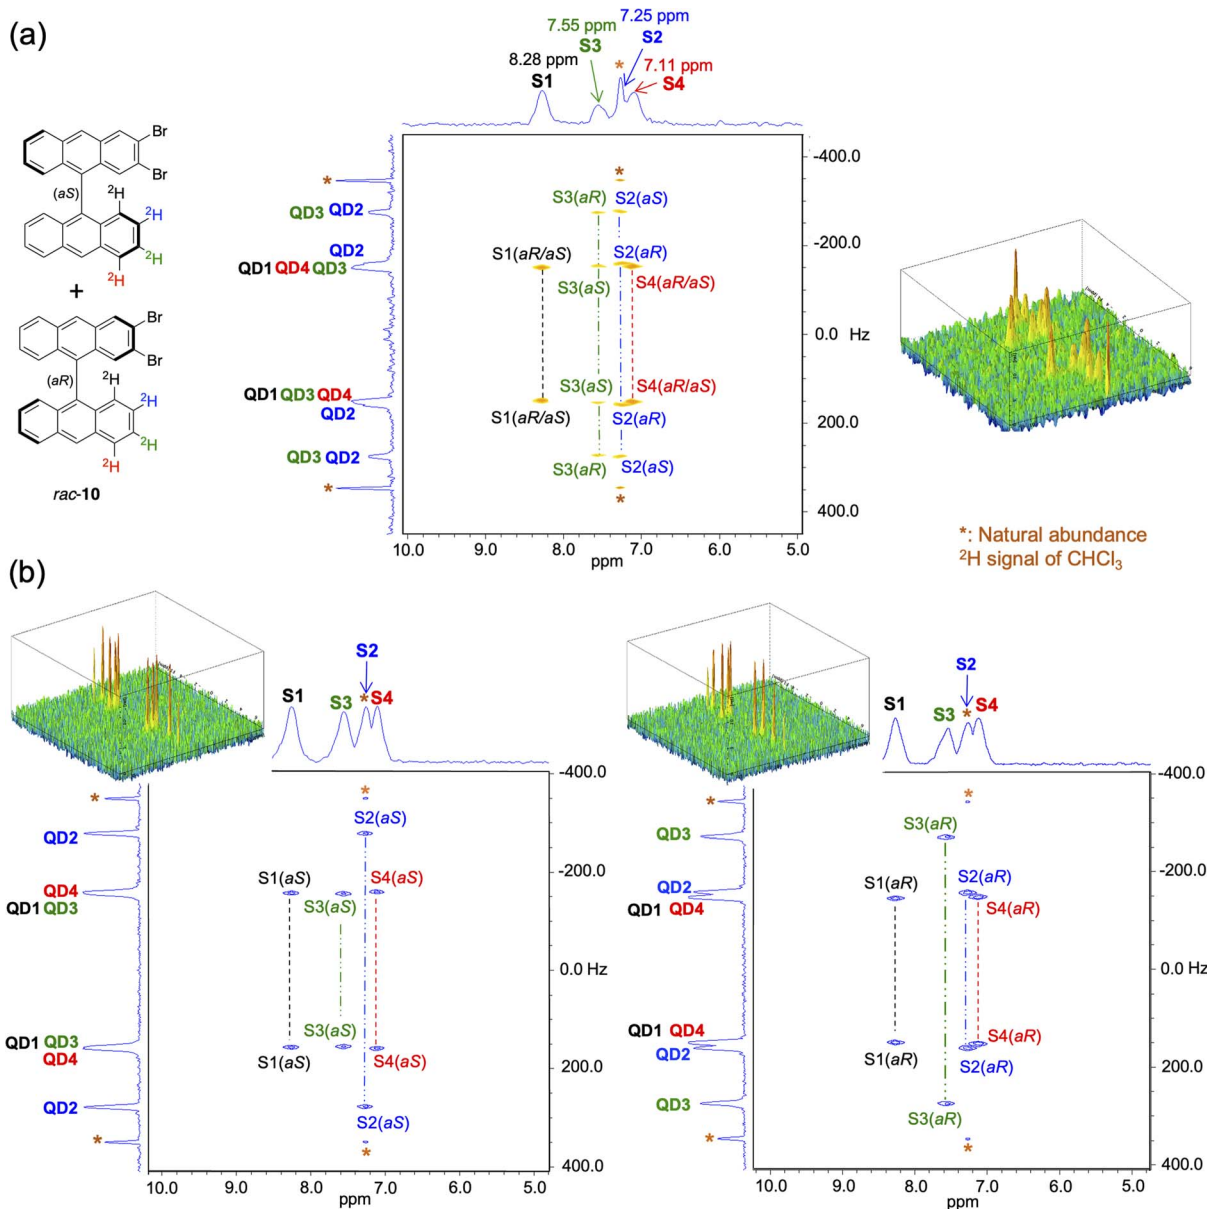 (a)
7.55 ppm
7.25 ppm
S3
S2
8.28 ppm
*
7.11 ppm
S1
S4
Br
Br
(aS)
²H
²H
²H
²H
+
Br
Br
(aR)
²H
²H
²H
²H
rac-10
*
QD3 QD2
QD2
QD1 QD4 QD3
QD1 QD3 QD4
QD2
QD3 QD2
*
*
S3(aR)
S2(aS)
S1(aR/aS)
S2(aR)
S3(aS)
S4(aR/aS)
S3(aS)
S4(aR/aS)
S1(aR/aS)
S2(aR)
S3(aR)
S2(aS)
*
-400.0
-200.0
0.0 Hz
200.0
400.0
10.0 9.0 8.0 7.0 6.0 5.0
ppm
*: Natural abundance
²H signal of CHCl₃
(b)
S2
S1
S3
* S4
*
QD2
QD4
QD1 QD3
QD1 QD3
QD4
QD2
*
*
S2(aS)
S1(aS)
S4(aS)
S3(aS)
S3(aS)
S1(aS)
S4(aS)
S2(aS)
*
-400.0
-200.0
0.0 Hz
200.0
400.0
10.0 9.0 8.0 7.0 6.0 5.0
ppm
S2
S1
S3
* S4
*
QD3
QD2
QD1 QD4
QD1 QD4
QD2
QD3
*
*
S3(aR)
S1(aR)
S2(aR)
S4(aR)
S4(aR)
S1(aR)
S2(aR)
S3(aR)
*
-400.0
-200.0
0.0 Hz
200.0
400.0
10.0 9.0 8.0 7.0 6.0 5.0
ppm